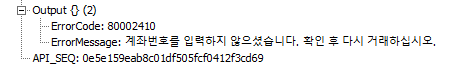 Output {} (2)
ErrorCode: 80002410
ErrorMessage: 계좌번호를 입력하지 않으셨습니다. 확인 후 다시 거래하십시오.
API_SEQ: 0e5e159eab8c01df505fcf0412f3cd69